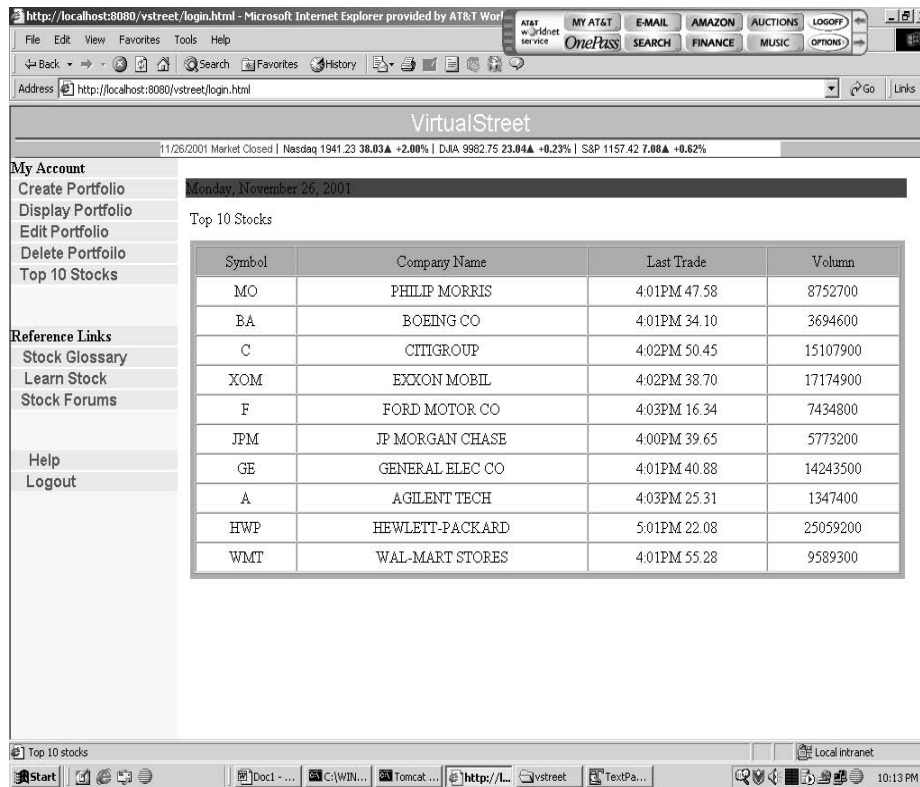 http://localhost:8080/vstreet/login.html - Microsoft Internet Explorer provided by AT&T Worl
AT&T Worldnet service
MY AT&T E-MAIL AMAZON AUCTIONS LOGOFF
OnePass SEARCH FINANCE MUSIC OPTIONS
File Edit View Favorites Tools Help
Back Search Favorites History
Address http://localhost:8080/vstreet/login.html Go Links
VirtualStreet
11/26/2001 Market Closed | Nasdaq 1941.23 38.03▲ +2.00% | DJIA 9982.75 23.04▲ +0.23% | S&P 1157.42 7.08▲ +0.62%
My Account
Create Portfolio
Display Portfolio
Edit Portfolio
Delete Portfoilo
Top 10 Stocks
Reference Links
Stock Glossary
Learn Stock
Stock Forums
Help
Logout
Monday, November 26, 2001
Top 10 Stocks
Symbol Company Name Last Trade Volumn
MO PHILIP MORRIS 4:01PM 47.58 8752700
BA BOEING CO 4:01PM 34.10 3694600
C CITIGROUP 4:02PM 50.45 15107900
XOM EXXON MOBIL 4:02PM 38.70 17174900
F FORD MOTOR CO 4:03PM 16.34 7434800
JPM JP MORGAN CHASE 4:00PM 39.65 5773200
GE GENERAL ELEC CO 4:01PM 40.88 14243500
A AGILENT TECH 4:03PM 25.31 1347400
HWP HEWLETT-PACKARD 5:01PM 22.08 25059200
WMT WAL-MART STORES 4:01PM 55.28 9589300
Top 10 stocks Local intranet
Start Doc1 - ... C:\WIN... Tomcat ... http://l... vstreet TextPa... 10:13 PM